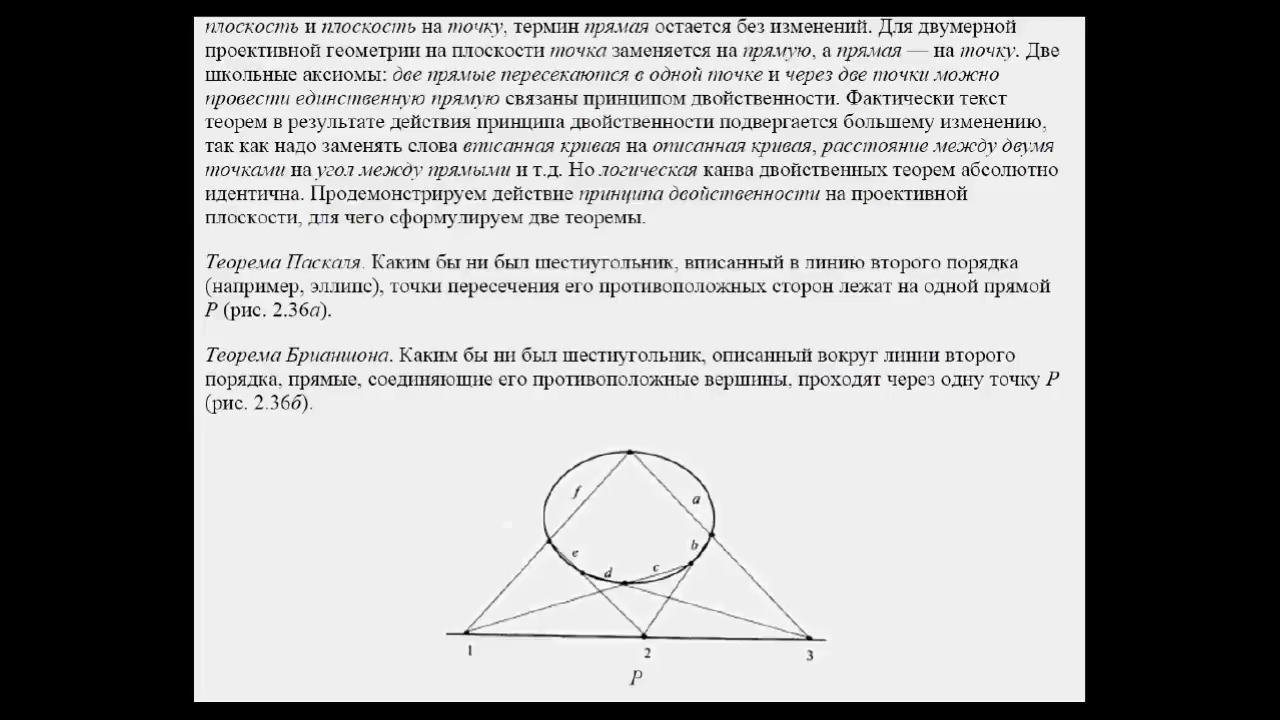 плоскость и плоскость на точку, термин прямая остается без изменений. Для двумерной
проективной геометрии на плоскости точка заменяется на прямую, а прямая — на точку. Две
школьные аксиомы: две прямые пересекаются в одной точке и через две точки можно
провести единственную прямую связаны принципом двойственности. Фактически текст
теорем в результате действия принципа двойственности подвергается большему изменению,
так как надо заменять слова вписанная кривая на описанная кривая, расстояние между двумя
точками на угол между прямыми и т.д. Но логическая канва двойственных теорем абсолютно
идентична. Продемонстрируем действие принципа двойственности на проективной
плоскости, для чего сформулируем две теоремы.
Теорема Паскаля. Каким бы ни был шестиугольник, вписанный в линию второго порядка
(например, эллипс), точки пересечения его противоположных сторон лежат на одной прямой
P (рис. 2.36а).
Теорема Брианшона. Каким бы ни был шестиугольник, описанный вокруг линии второго
порядка, прямые, соединяющие его противоположные вершины, проходят через одну точку P
(рис. 2.36б).
f
a
b
e
c
d
1
2
3
P